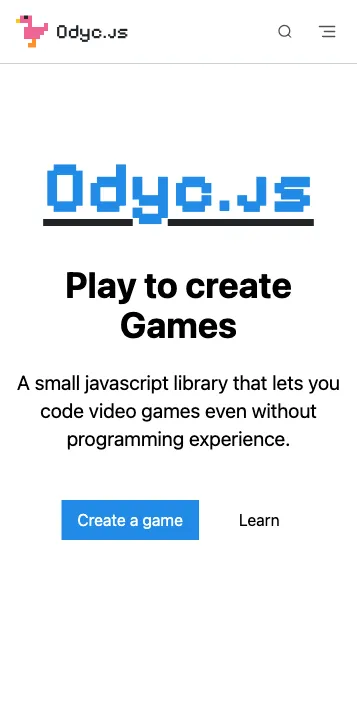 Odyc.js
Odyc.js
Play to create
Games
A small javascript library that lets you
code video games even without
programming experience.
Create a game
Learn